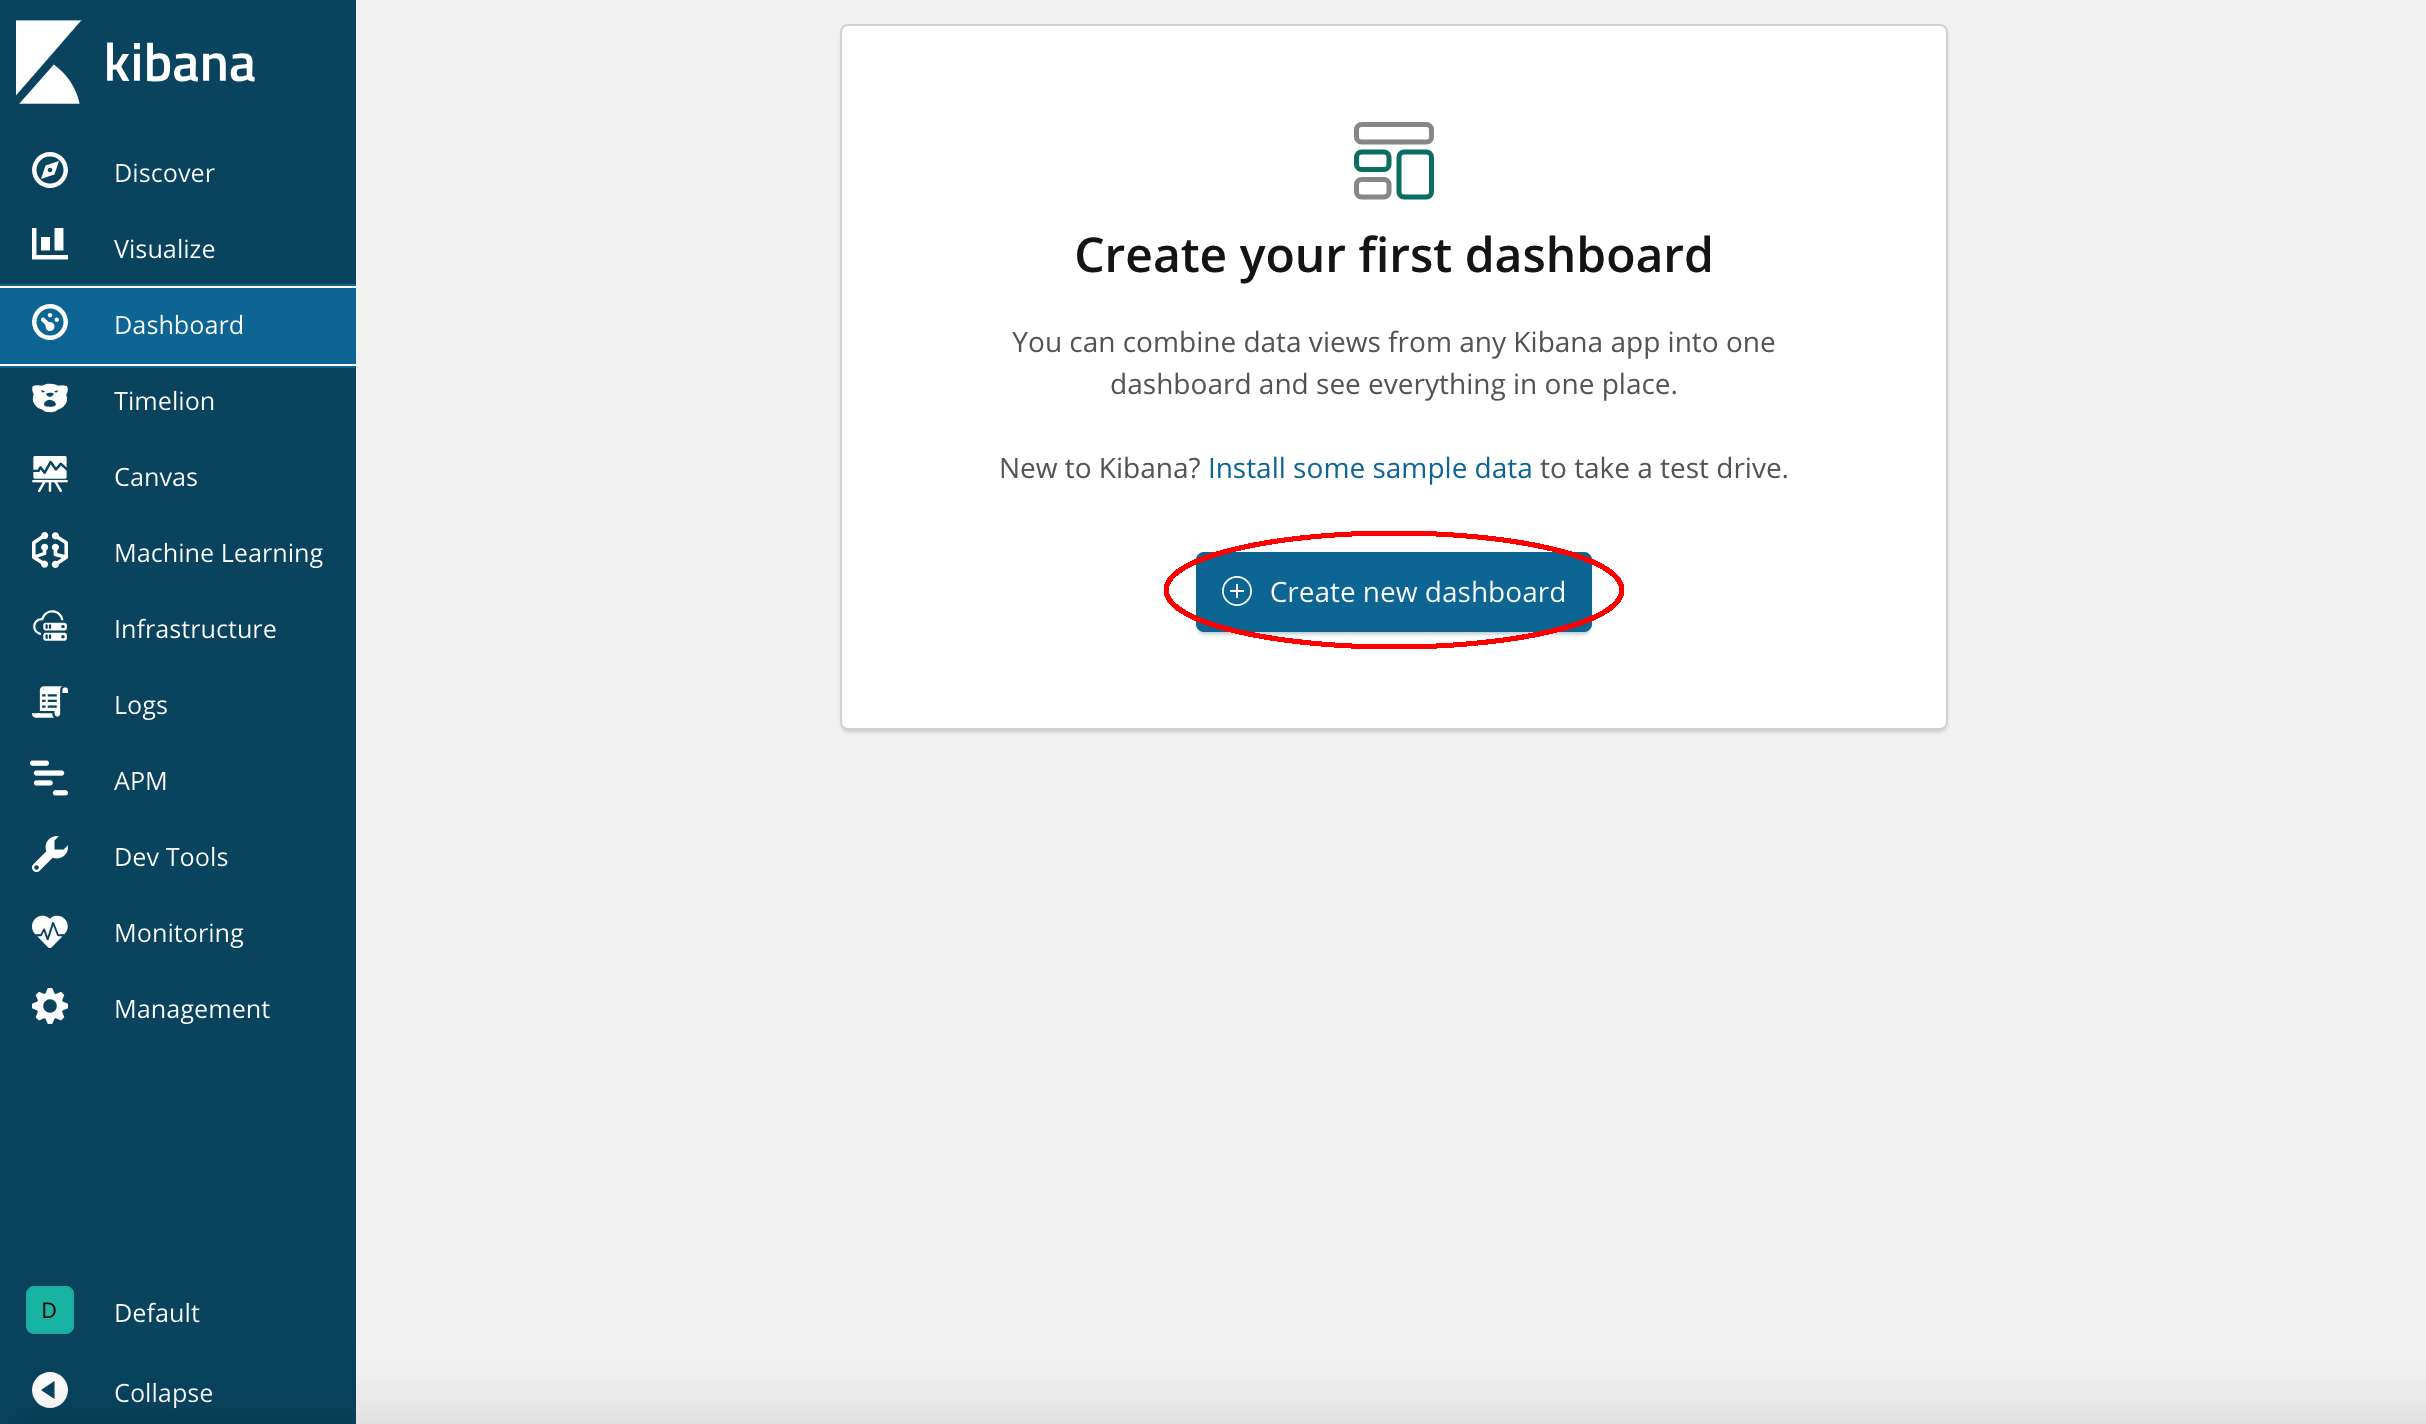 kibana
Discover
Visualize
Dashboard
Timelion
Canvas
Machine Learning
Infrastructure
Logs
APM
Dev Tools
Monitoring
Management
D
Default
Collapse
Create your first dashboard
You can combine data views from any Kibana app into one
dashboard and see everything in one place.
New to Kibana? Install some sample data to take a test drive.
Create new dashboard